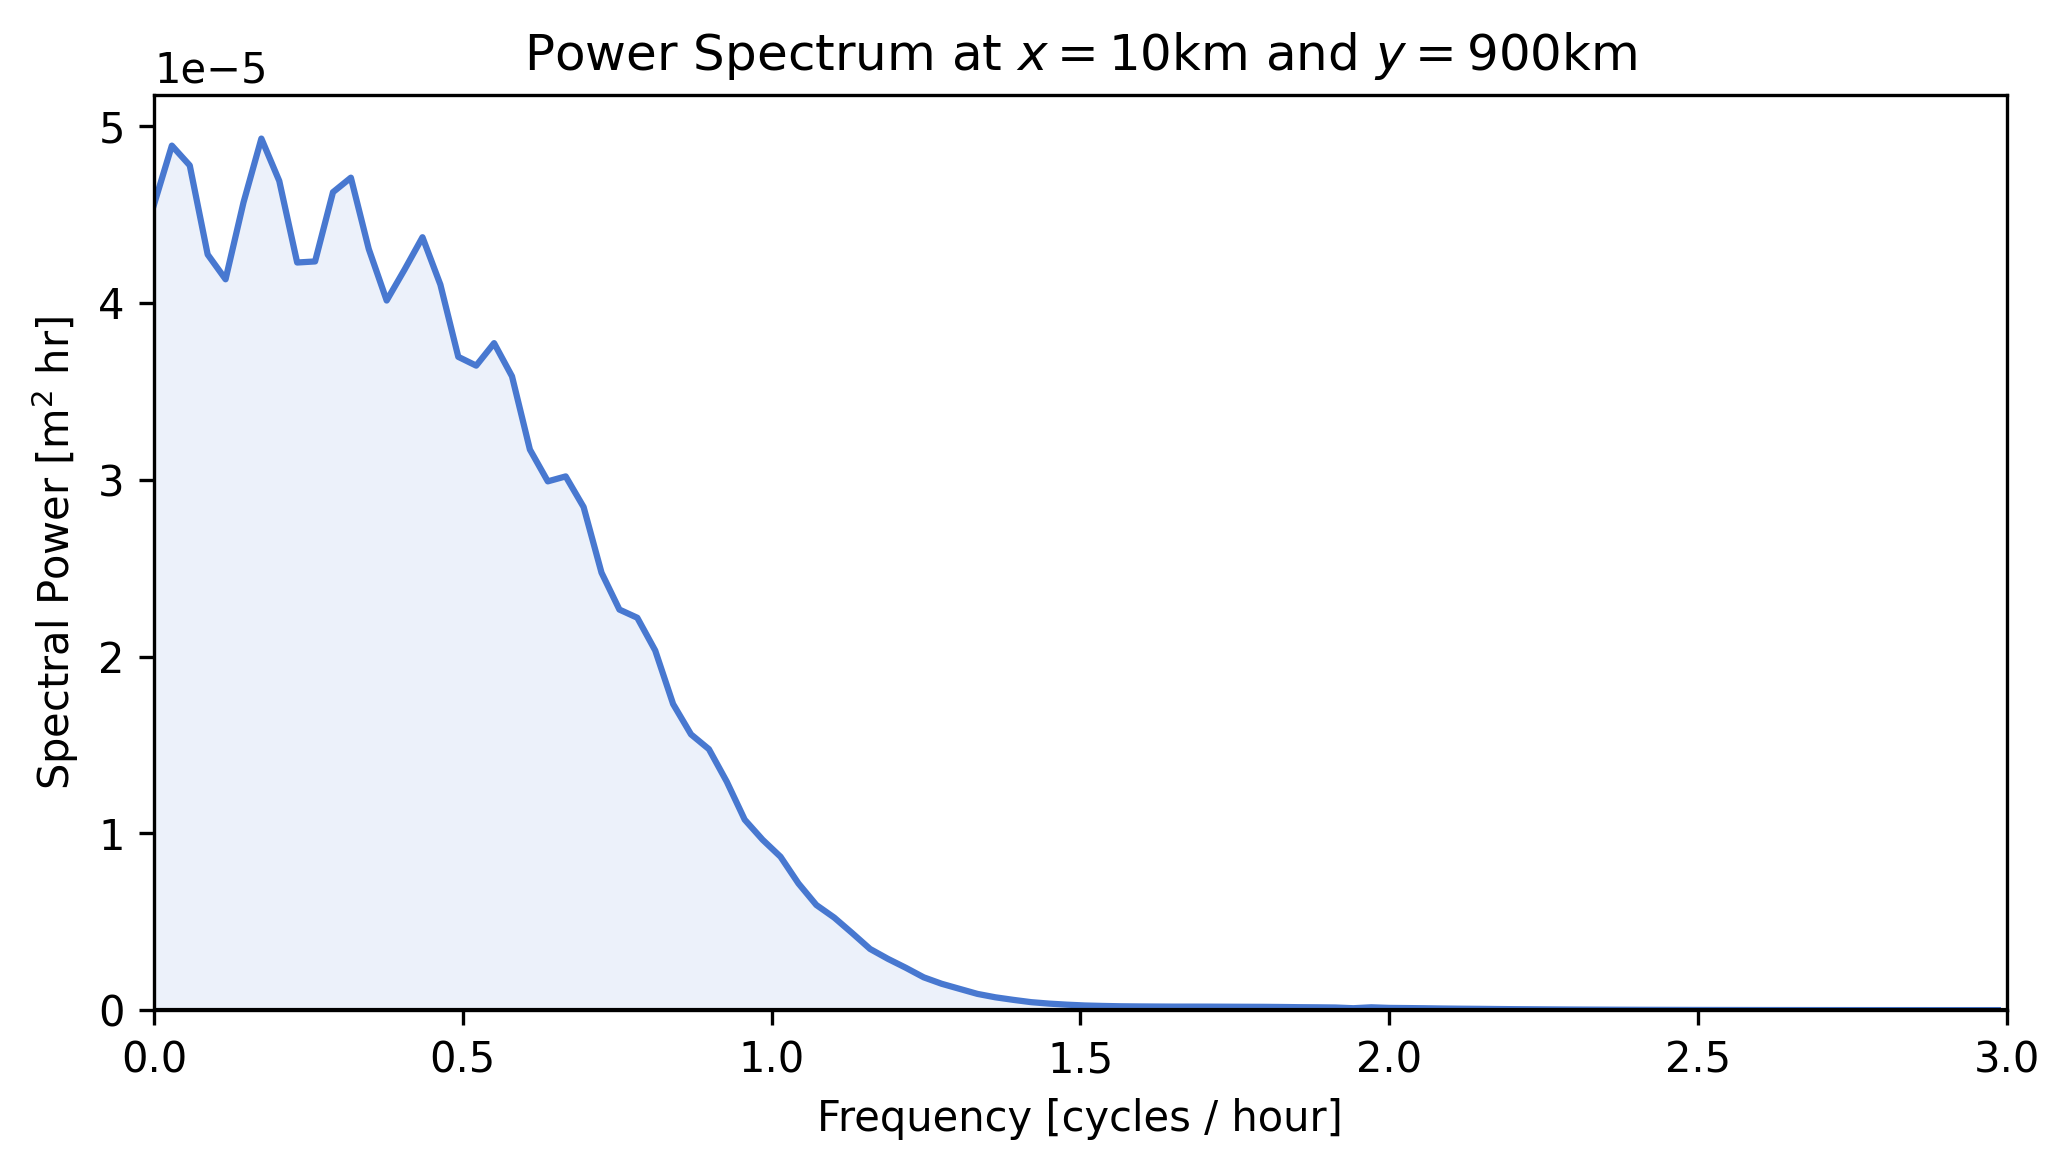 Power Spectrum at x = 10km and y = 900km
1e−5
5
4
3
2
1
0
Spectral Power [m² hr]
0.0 0.5 1.0 1.5 2.0 2.5 3.0
Frequency [cycles / hour]